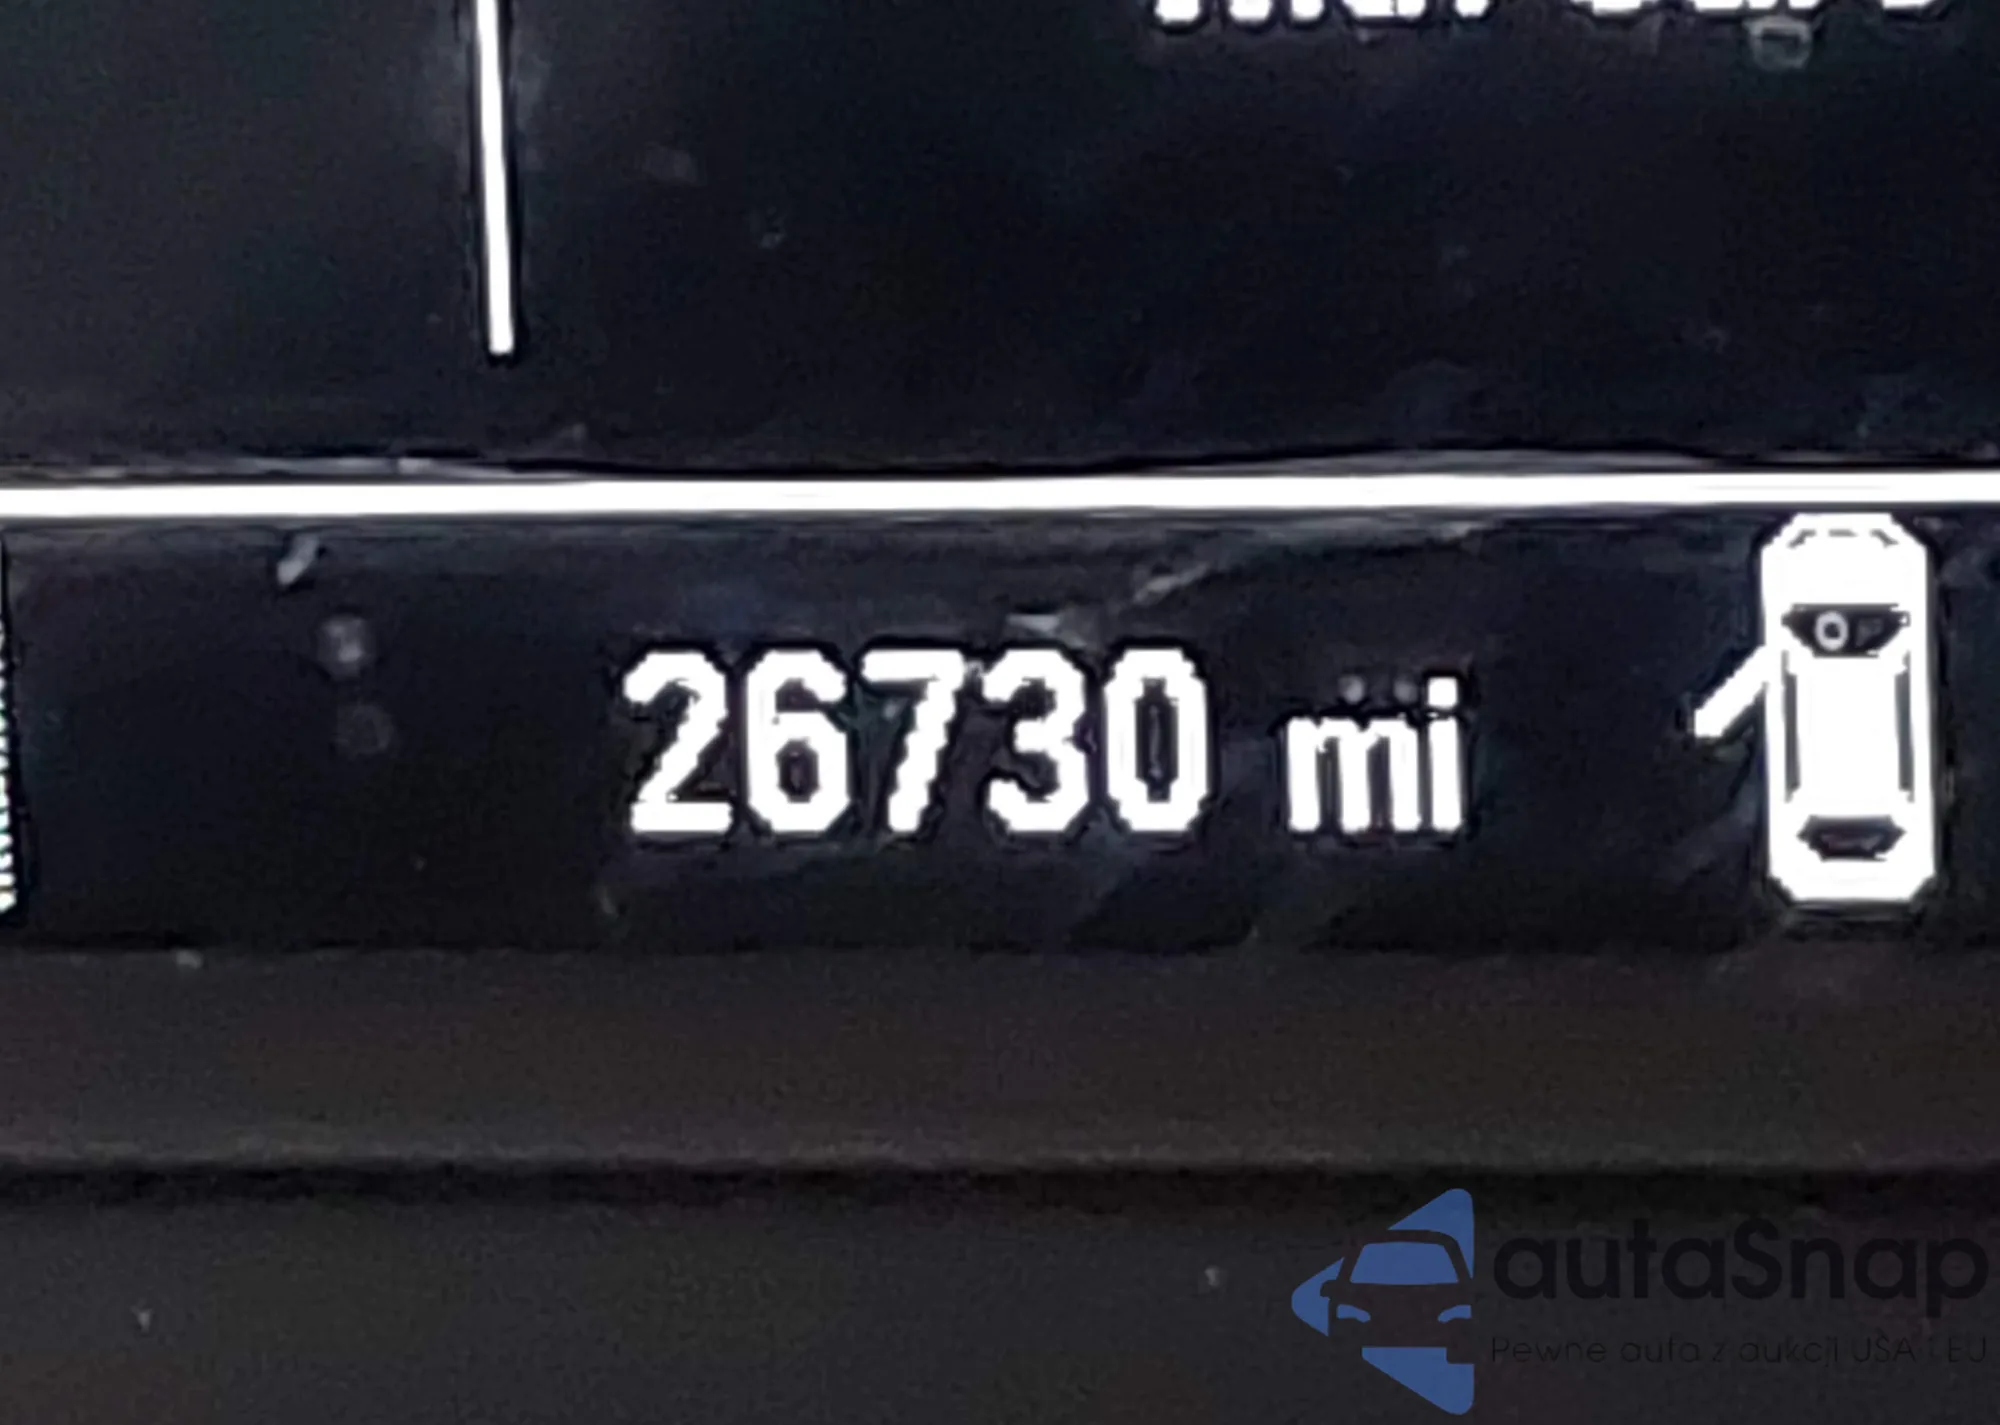 26730 mi
autaSnap
Pewne auta z aukcji USA i EU